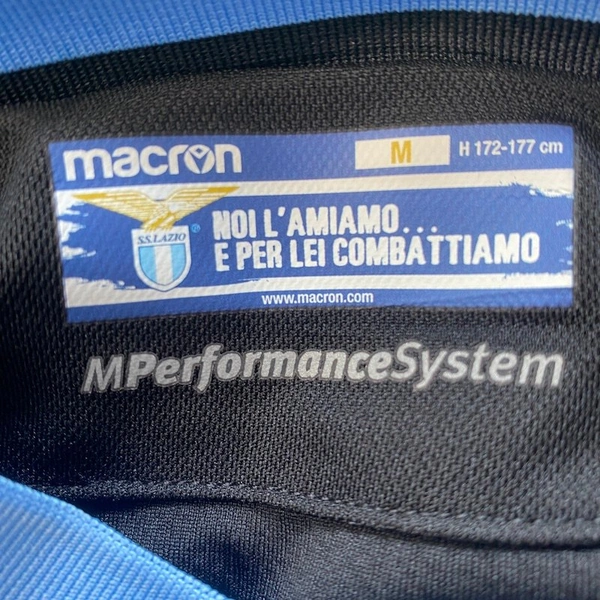 macron M H 172-177 cm
S.S.LAZIO
®
NOI L'AMIAMO...
E PER LEI COMBATTIAMO
www.macron.com
MPerformanceSystem